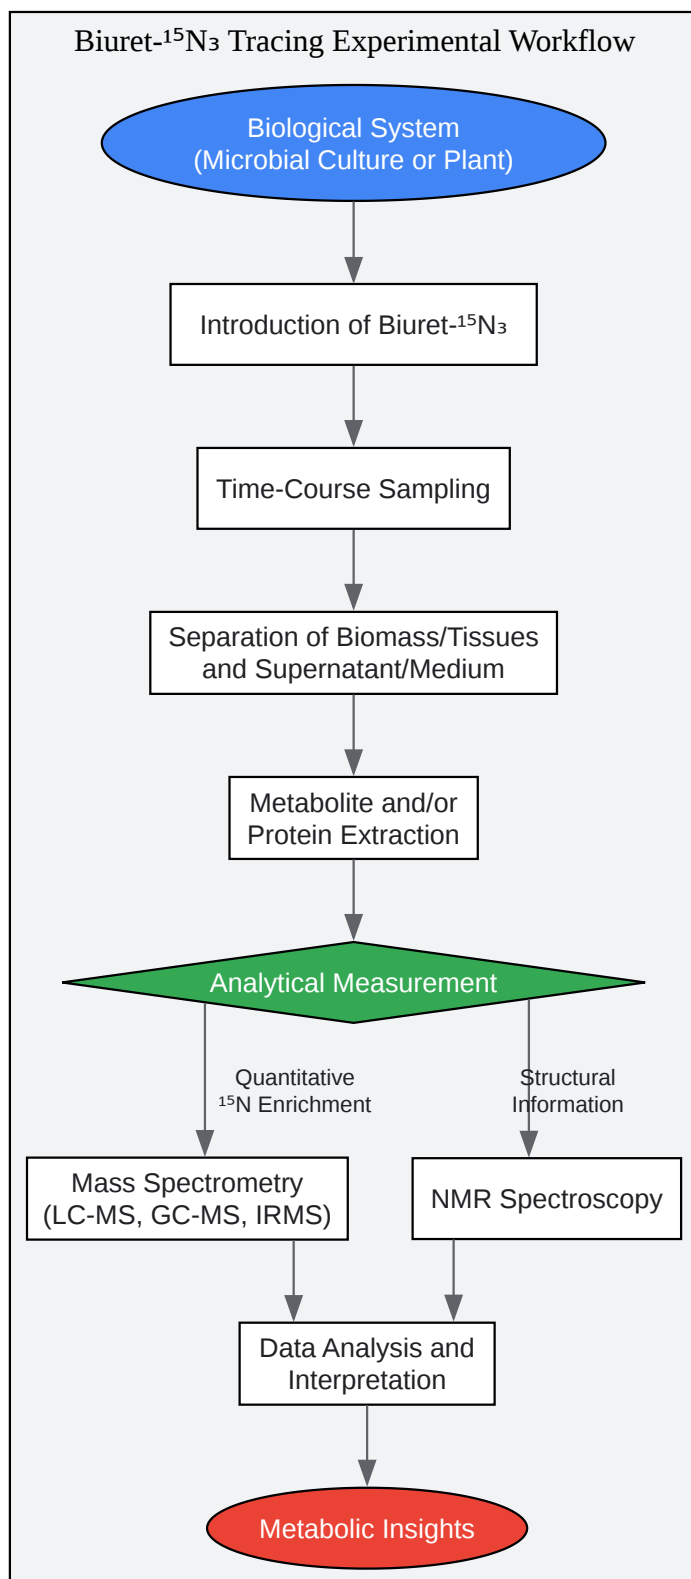 Biuret-¹⁵N₃ Tracing Experimental Workflow
Biological System
(Microbial Culture or Plant)
Introduction of Biuret-¹⁵N₃
Time-Course Sampling
Separation of Biomass/Tissues
and Supernatant/Medium
Metabolite and/or
Protein Extraction
Analytical Measurement
Quantitative
¹⁵N Enrichment
Structural
Information
Mass Spectrometry
(LC-MS, GC-MS, IRMS)
NMR Spectroscopy
Data Analysis and
Interpretation
Metabolic Insights